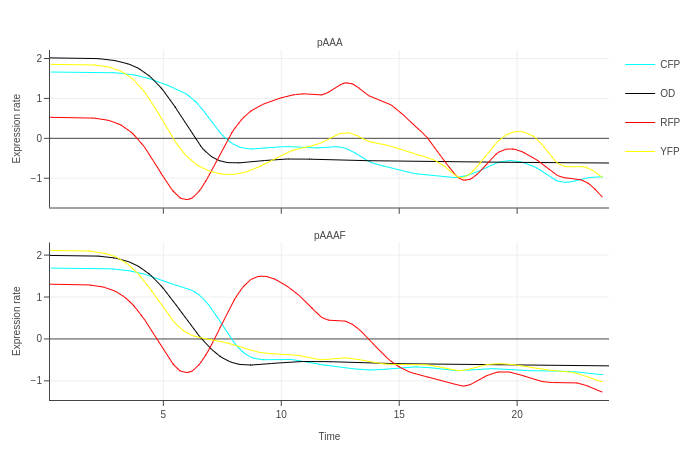 pAAA
2
1
0
−1
Expression rate
CFP
OD
RFP
YFP
pAAAF
2
1
0
−1
Expression rate
5
10
15
20
Time